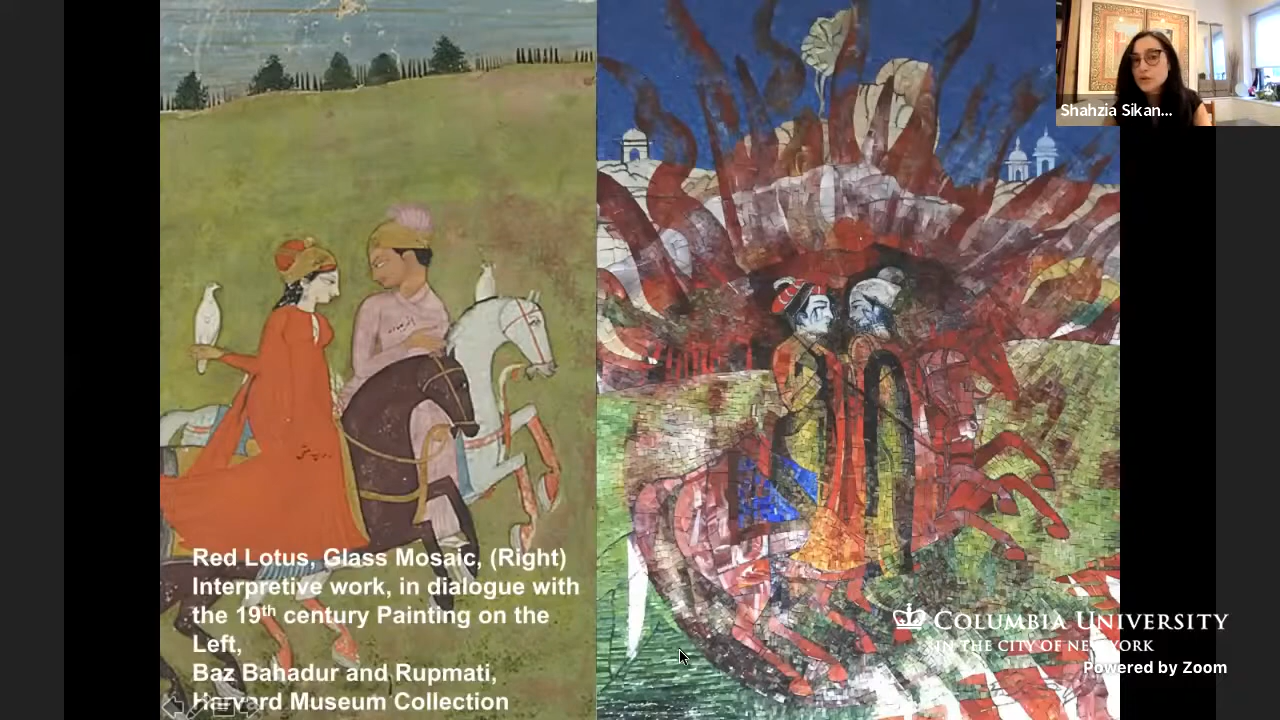 Shahzia Sikan...
Red Lotus, Glass Mosaic, (Right)
Interpretive work, in dialogue with
the 19th century Painting on the
Left,
Baz Bahadur and Rupmati,
Harvard Museum Collection
COLUMBIA UNIVERSITY
IN THE CITY OF NEW YORK
Powered by Zoom